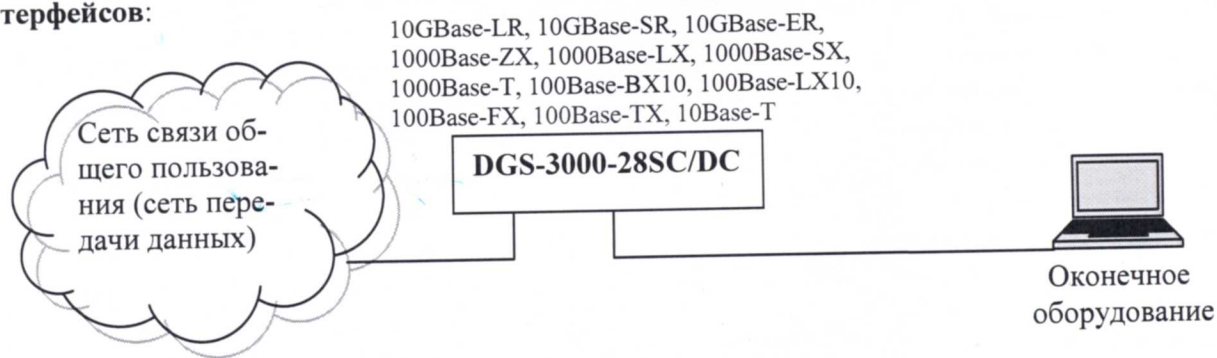 терфейсов:
10GBase-LR, 10GBase-SR, 10GBase-ER,
1000Base-ZX, 1000Base-LX, 1000Base-SX,
1000Base-T, 100Base-BX10, 100Base-LX10,
100Base-FX, 100Base-TX, 10Base-T
Сеть связи об-
щего пользова-
ния (сеть пере-
дачи данных)
DGS-3000-28SC/DC
Оконечное
оборудование